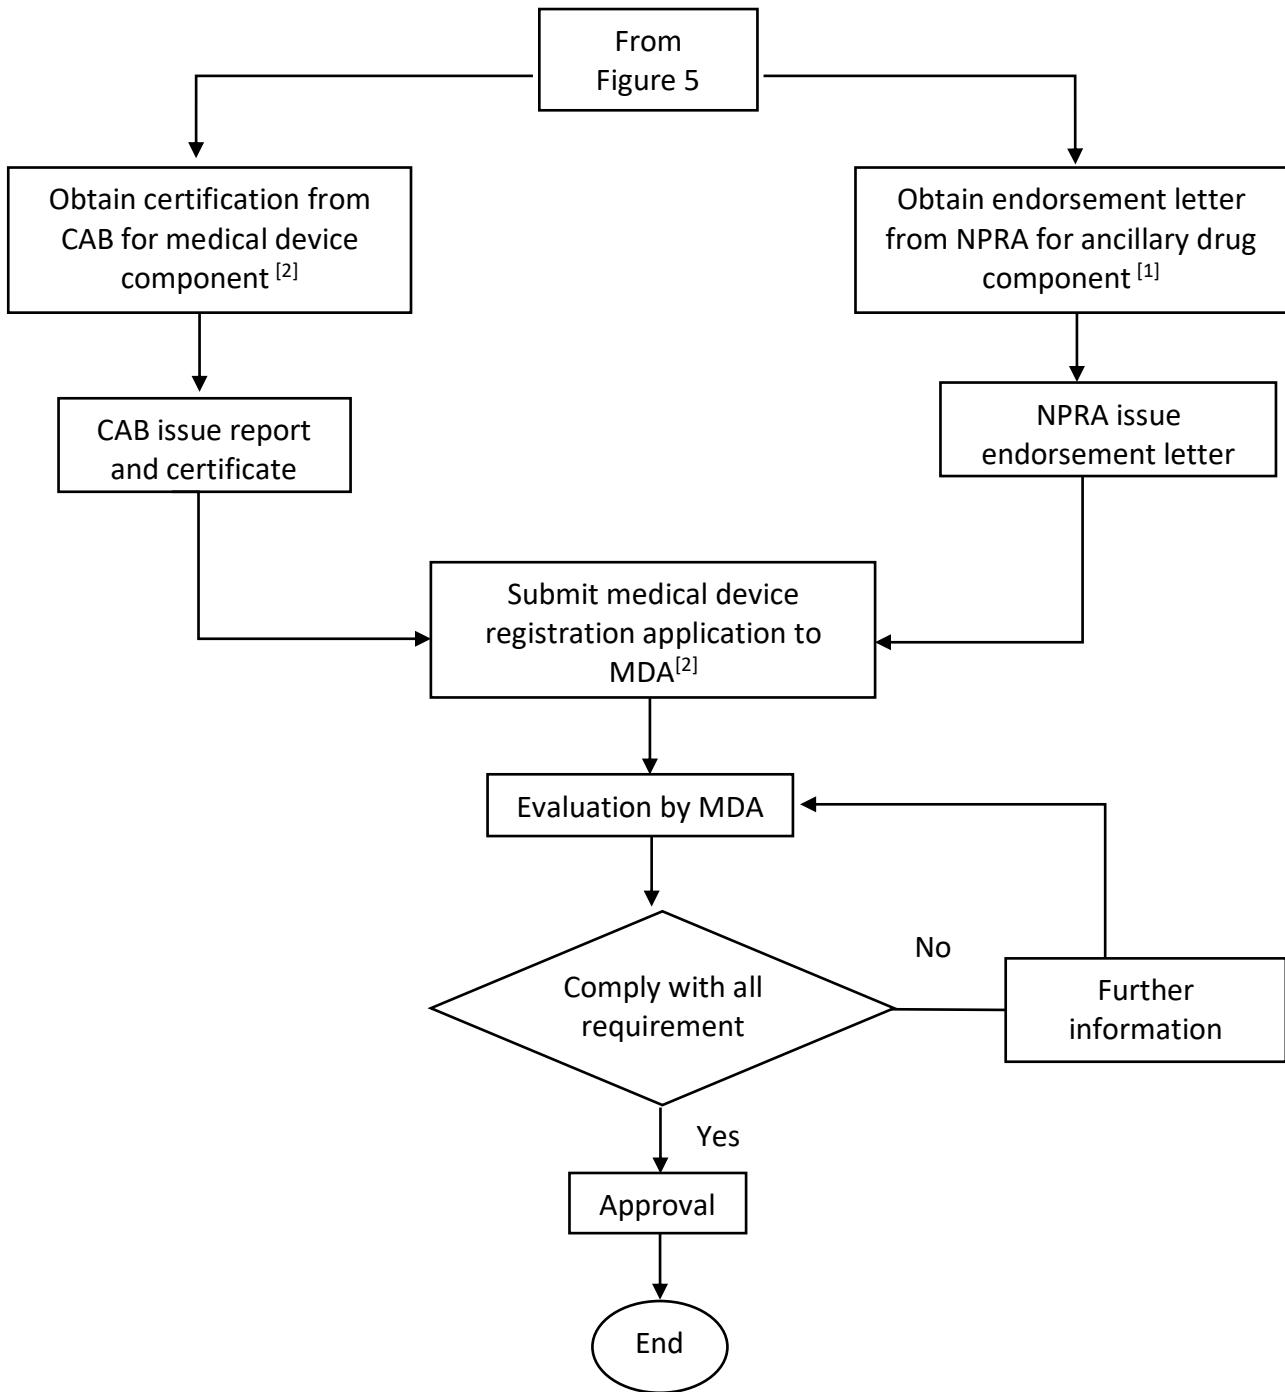 From
Figure 5
Obtain certification from
CAB for medical device
component [2]
Obtain endorsement letter
from NPRA for ancillary drug
component [1]
CAB issue report
and certificate
NPRA issue
endorsement letter
Submit medical device
registration application to
MDA[2]
Evaluation by MDA
Comply with all
requirement
No
Further
information
Yes
Approval
End